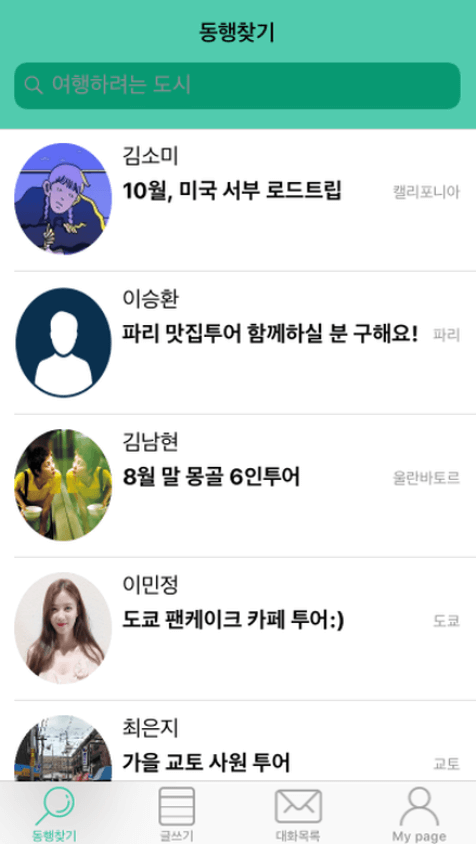 동행찾기
여행하려는 도시
김소미
10월, 미국 서부 로드트립
캘리포니아
이승환
파리 맛집투어 함께하실 분 구해요!
파리
김남현
8월 말 몽골 6인투어
울란바토르
이민정
도쿄 팬케이크 카페 투어:)
도쿄
최은지
가을 교토 사원 투어
교토
동행찾기
글쓰기
대화목록
My page